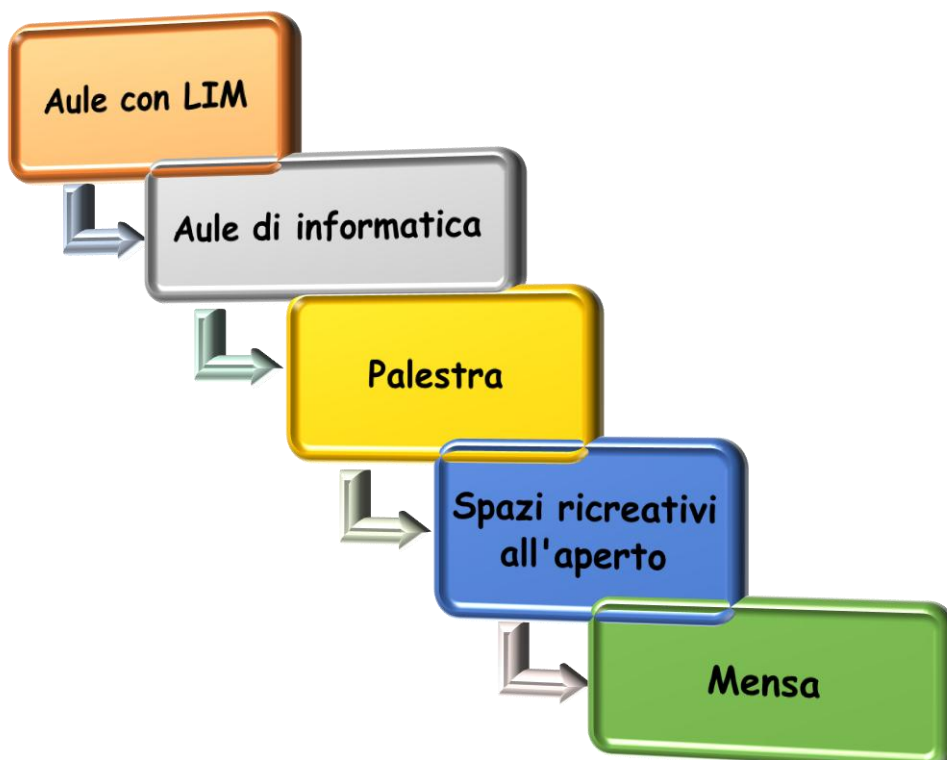 Aule con LIM
Aule di informatica
Palestra
Spazi ricreativi
all'aperto
Mensa